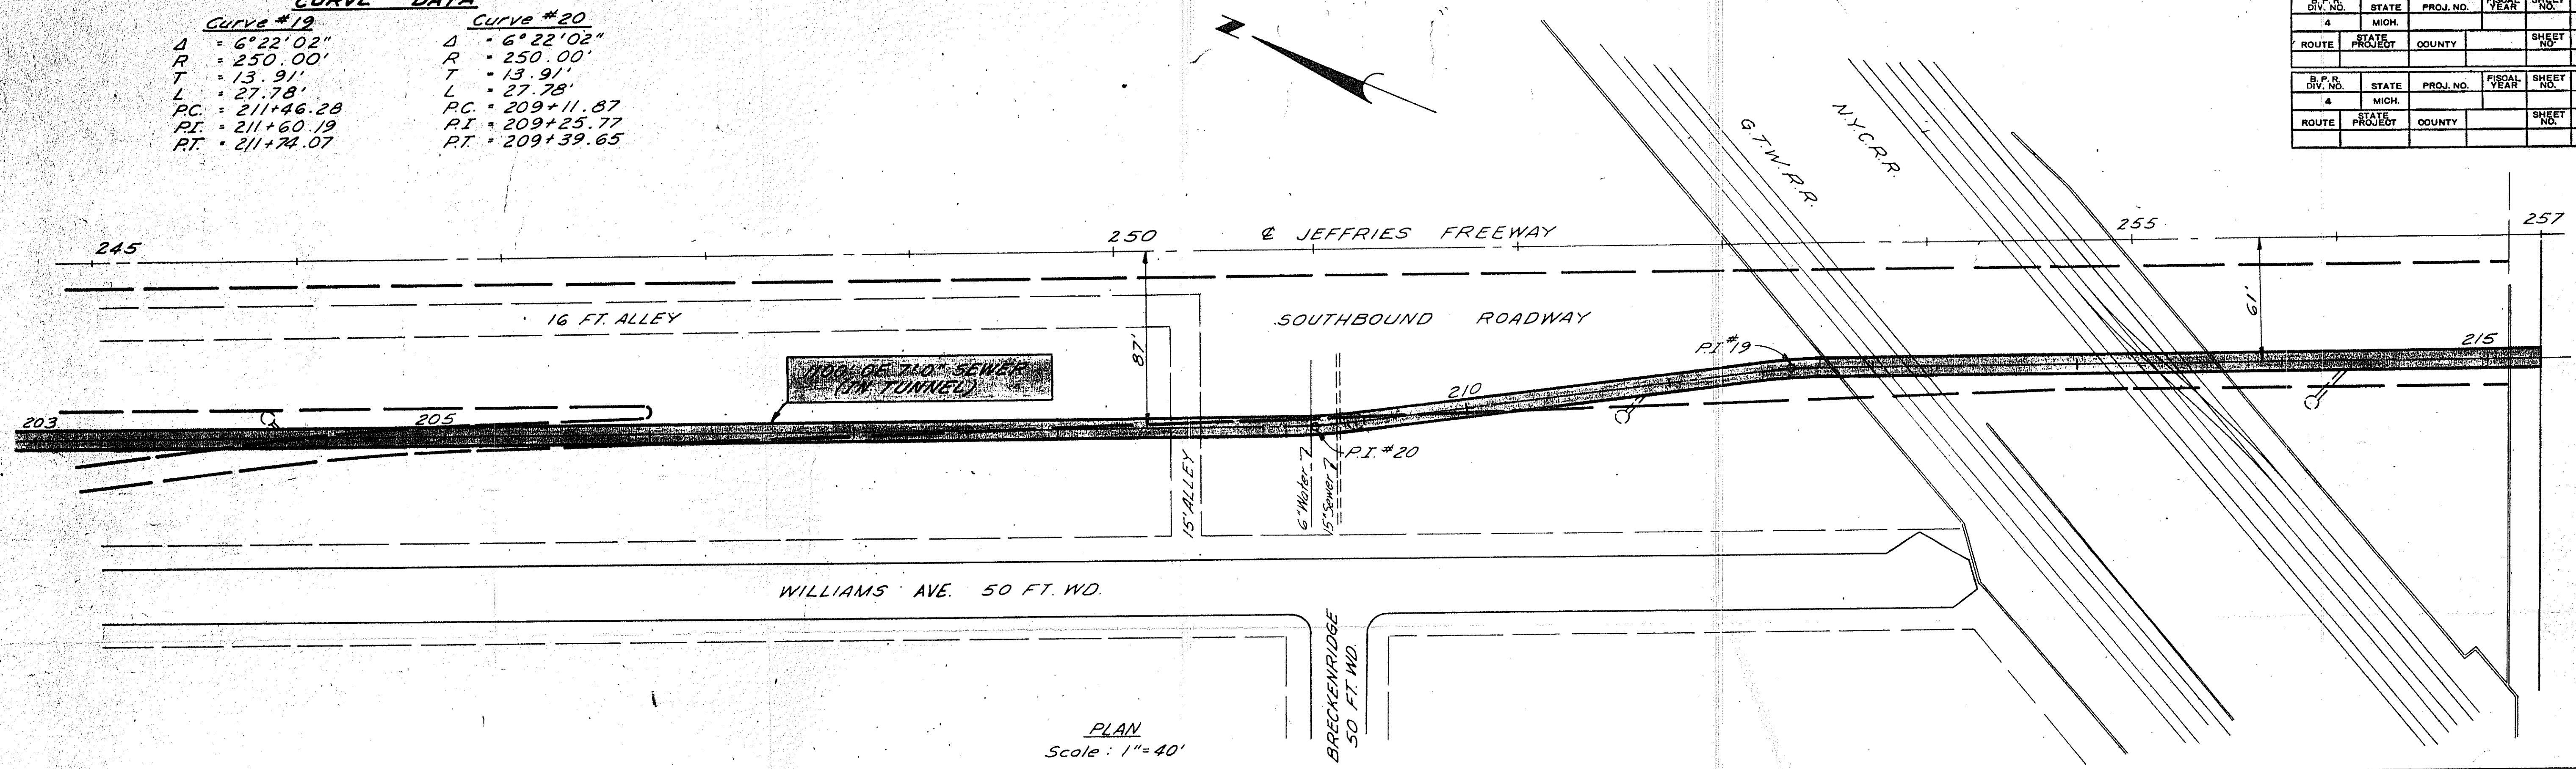 CURVE DATA
Curve #19
Δ = 6°22'02"
R = 250.00'
T = 13.91'
L = 27.78'
P.C. = 211+46.28
P.I. = 211+60.19
P.T. = 211+74.07
Curve #20
Δ = 6°22'02"
R = 250.00'
T = 13.91'
L = 27.78'
P.C. = 209+11.87
P.I = 209+25.77
P.T. = 209+39.65
N
B.P.R. DIV. NO. STATE PROJ. NO. FISCAL YEAR SHEET NO.
4 MICH.
ROUTE STATE PROJECT COUNTY SHEET NO.
B.P.R. DIV. NO. STATE PROJ. NO. FISCAL YEAR SHEET NO.
4 MICH.
ROUTE STATE PROJECT COUNTY SHEET NO.
G.T.W.R.R.
N.Y.C.R.R.
245
250
℄ JEFFRIES FREEWAY
255
257
16 FT. ALLEY
87'
SOUTHBOUND ROADWAY
61'
P.I #19
215
SEWER
(IN TUNNEL)
203
205
210
P.I. #20
15' ALLEY
6" Water
15" Sewer
WILLIAMS AVE. 50 FT. WD.
BRECKENRIDGE
50 FT. WD.
PLAN
Scale: 1"=40'